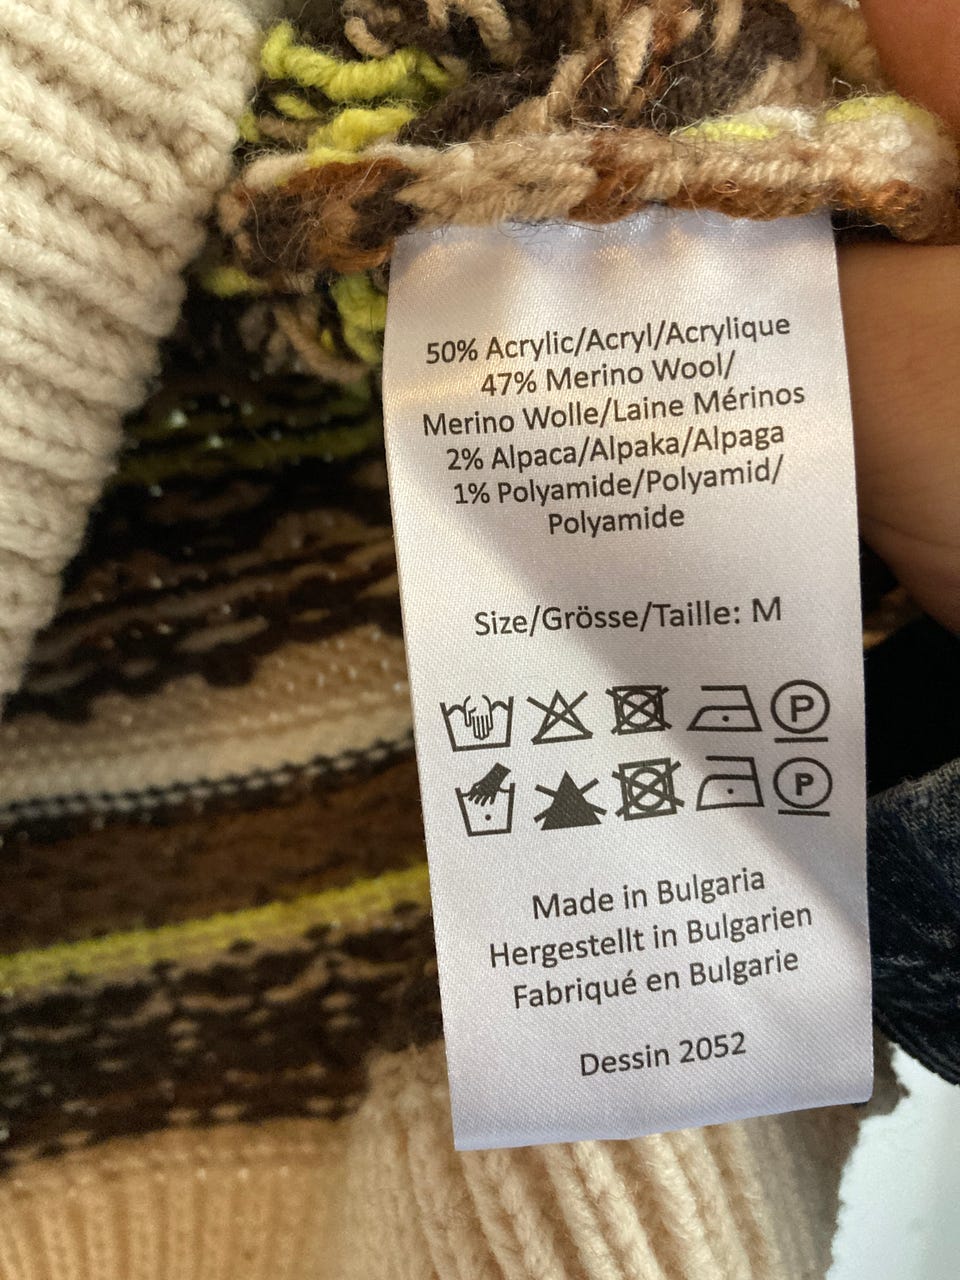 50% Acrylic/Acryl/Acrylique
47% Merino Wool/
Merino Wolle/Laine Mérinos
2% Alpaca/Alpaka/Alpaga
1% Polyamide/Polyamid/
Polyamide
Size/Grösse/Taille: M
P
P
Made in Bulgaria
Hergestellt in Bulgarien
Fabriqué en Bulgarie
Dessin 2052